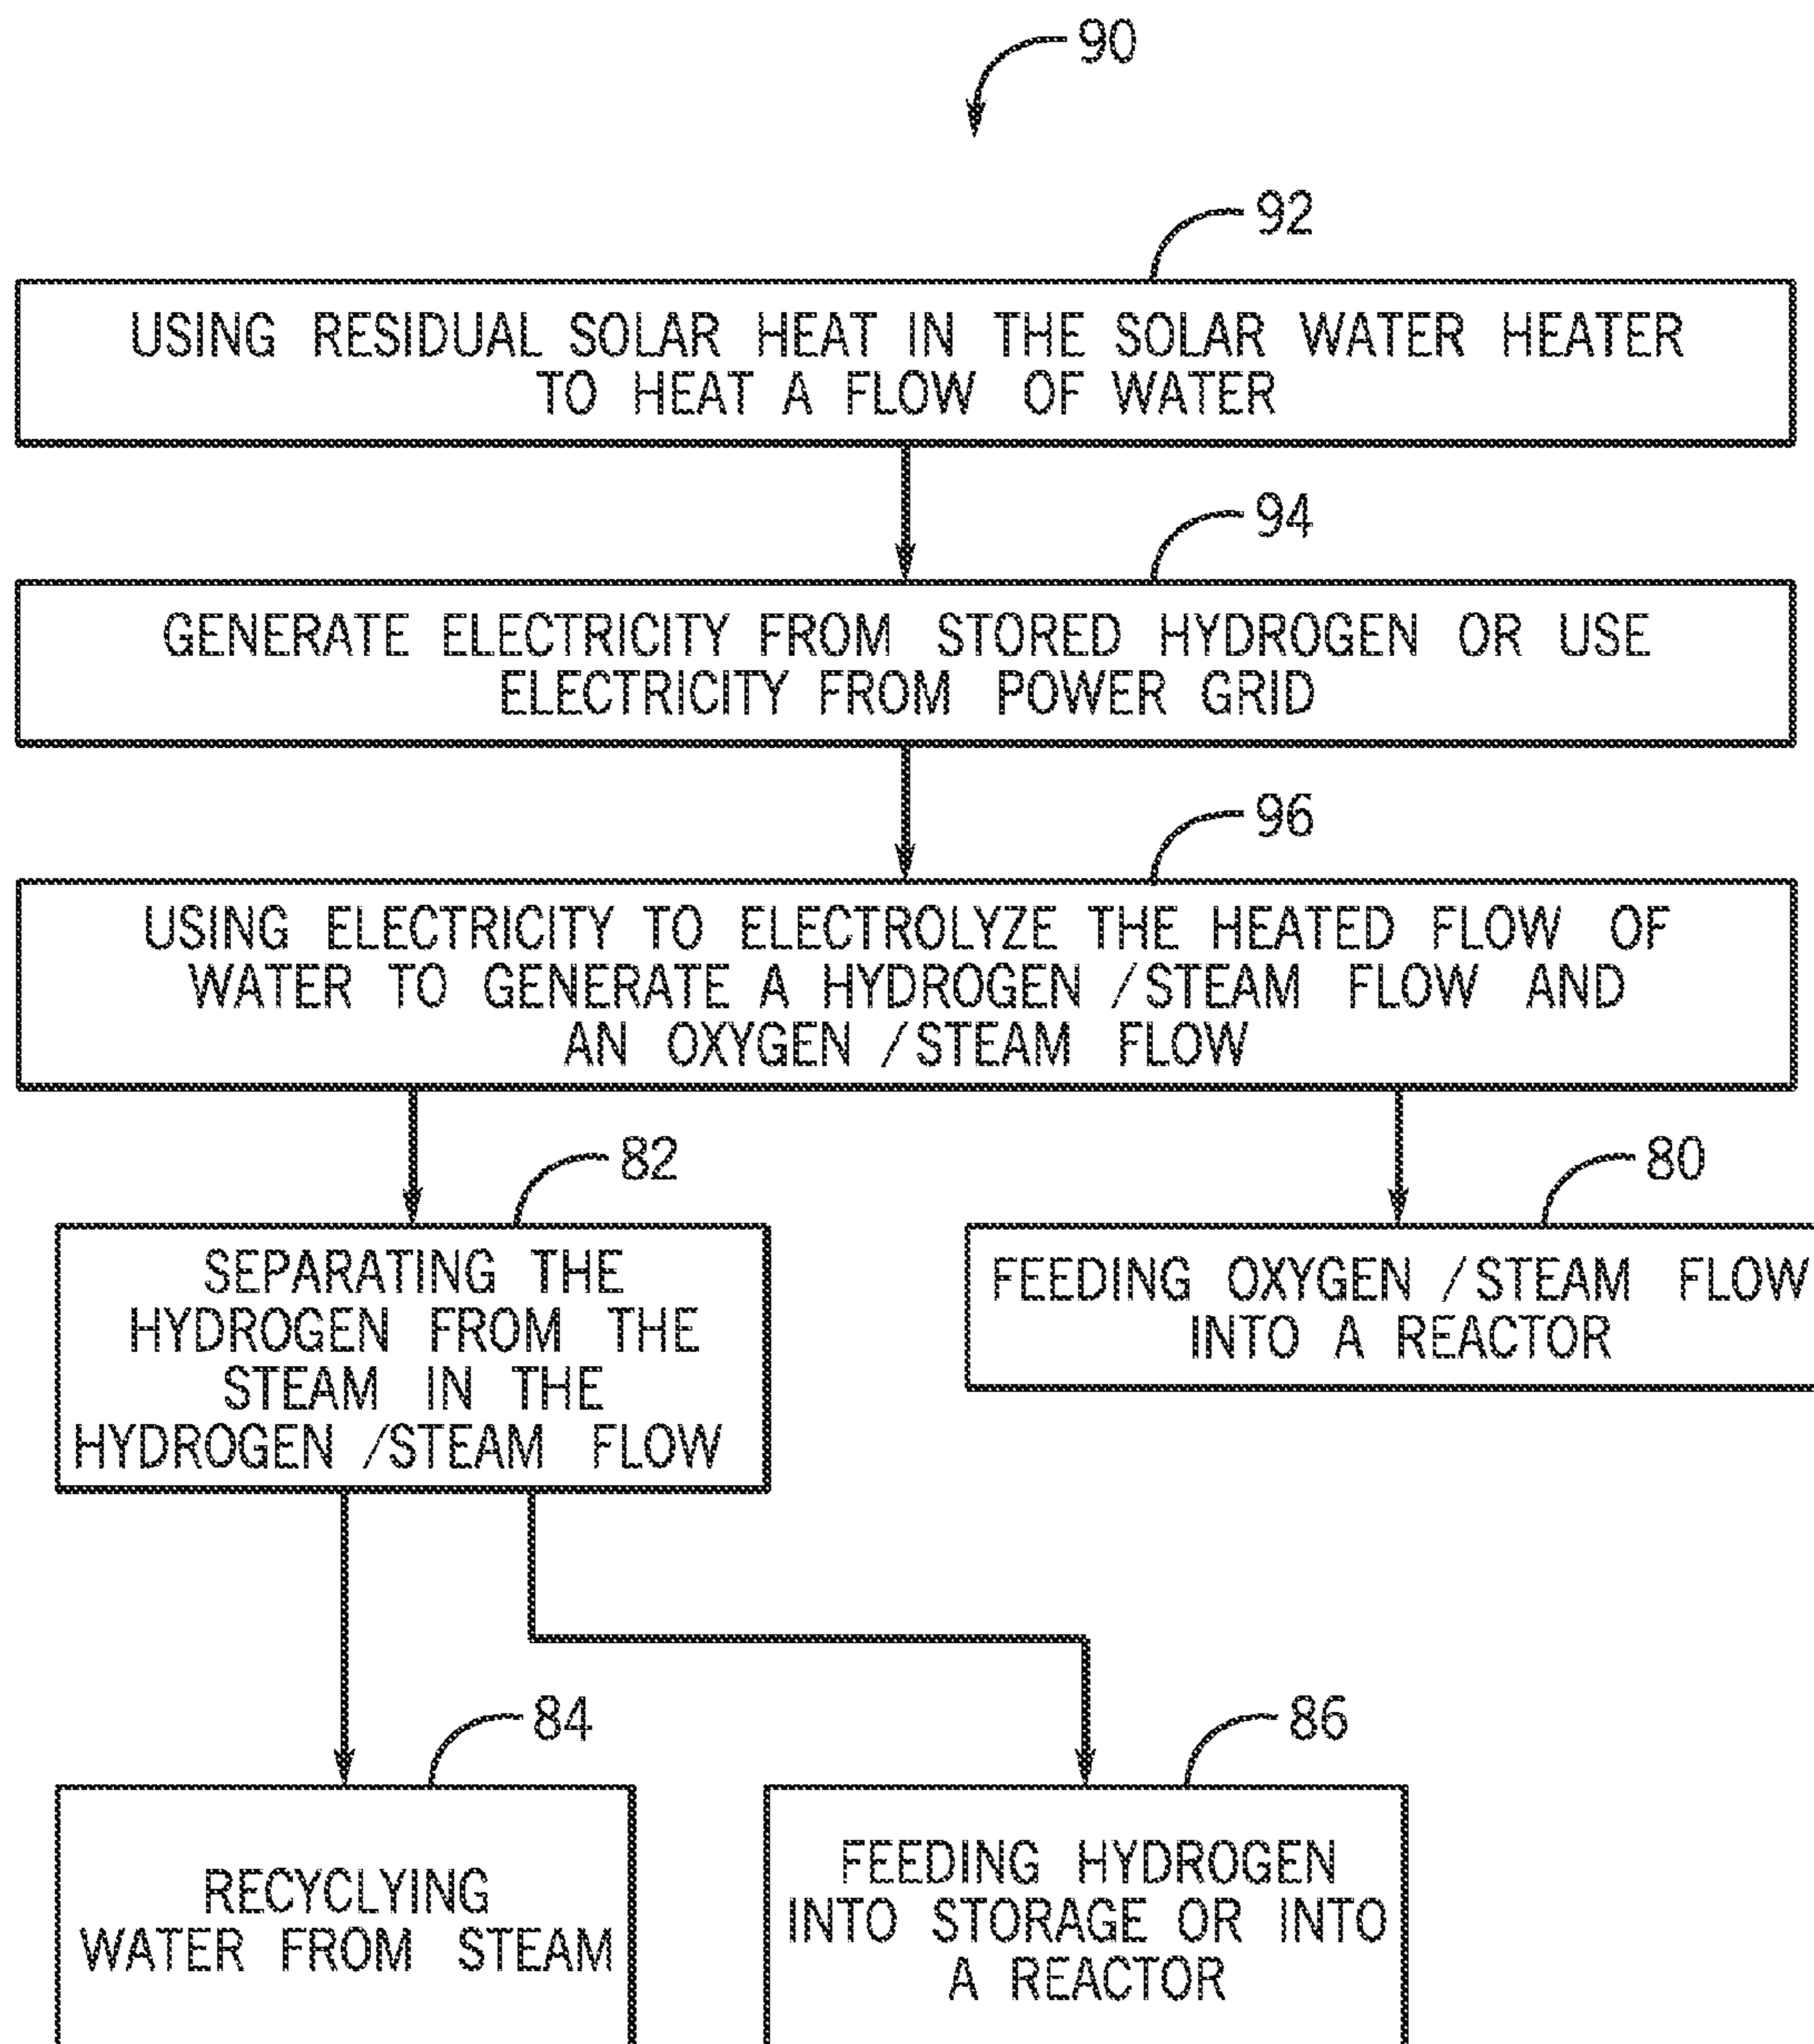 90
92
USING RESIDUAL SOLAR HEAT IN THE SOLAR WATER HEATER
TO HEAT A FLOW OF WATER
94
GENERATE ELECTRICITY FROM STORED HYDROGEN OR USE
ELECTRICITY FROM POWER GRID
96
USING ELECTRICITY TO ELECTROLYZE THE HEATED FLOW OF
WATER TO GENERATE A HYDROGEN /STEAM FLOW AND
AN OXYGEN /STEAM FLOW
82
SEPARATING THE
HYDROGEN FROM THE
STEAM IN THE
HYDROGEN /STEAM FLOW
80
FEEDING OXYGEN /STEAM FLOW
INTO A REACTOR
84
RECYCLYING
WATER FROM STEAM
86
FEEDING HYDROGEN
INTO STORAGE OR INTO
A REACTOR